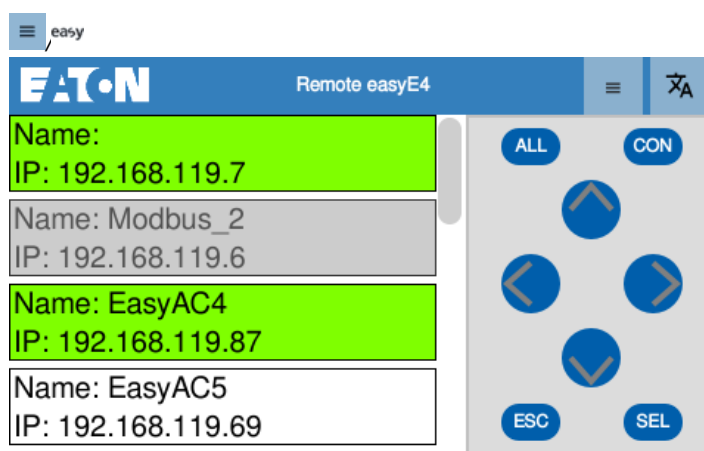 easy
EATON
Remote easyE4
Name:
IP: 192.168.119.7
Name: Modbus_2
IP: 192.168.119.6
Name: EasyAC4
IP: 192.168.119.87
Name: EasyAC5
IP: 192.168.119.69
ALL
CON
ESC
SEL